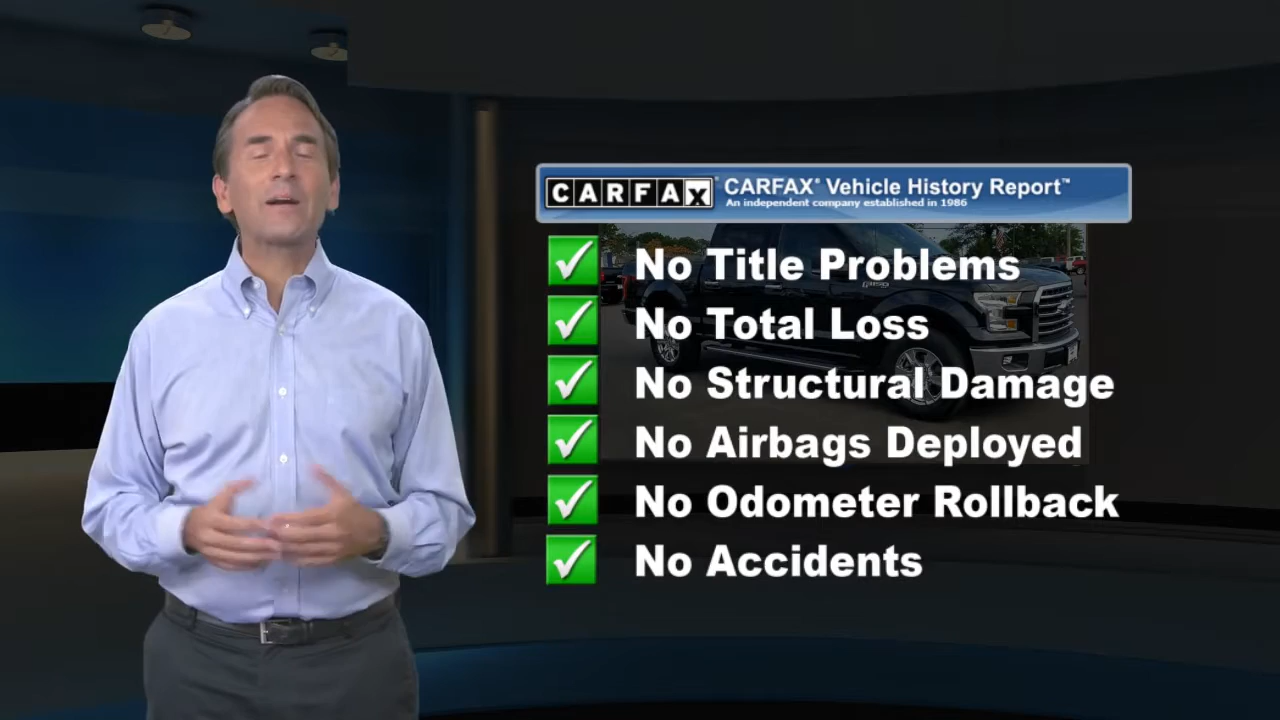 CARFAX® CARFAX® Vehicle History Report™
An independent company established in 1986
No Title Problems
No Total Loss
No Structural Damage
No Airbags Deployed
No Odometer Rollback
No Accidents